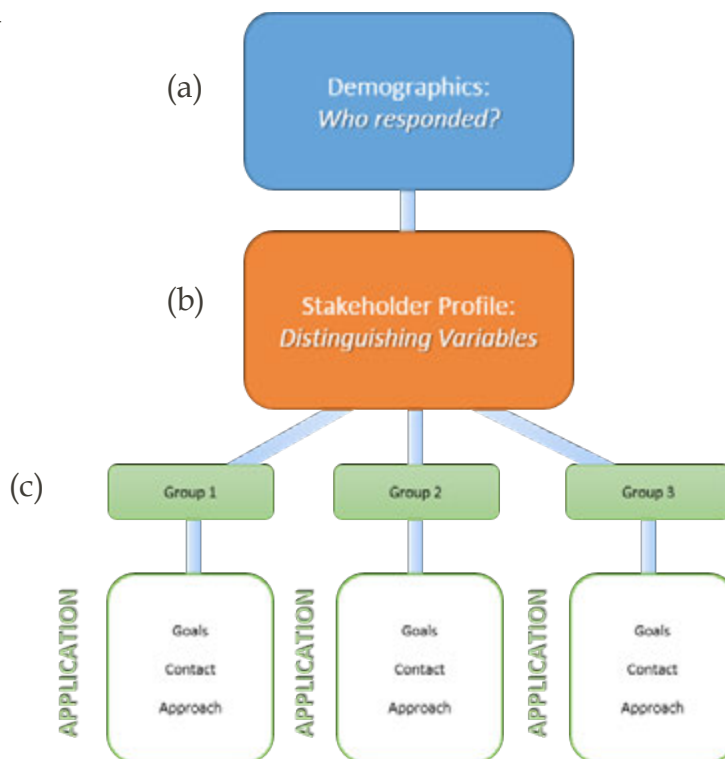 (a)
Demographics:
Who responded?
(b)
Stakeholder Profile:
Distinguishing Variables
(c)
Group 1
Group 2
Group 3
APPLICATION
Goals
Contact
Approach
APPLICATION
Goals
Contact
Approach
APPLICATION
Goals
Contact
Approach